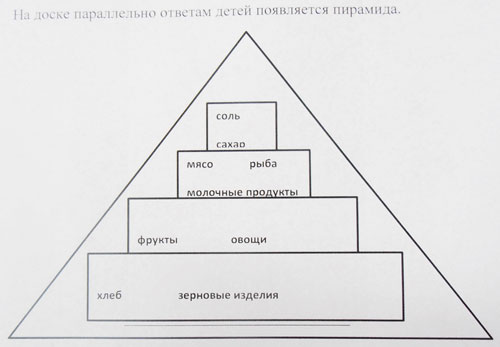 На доске параллельно ответам детей появляется пирамида.
соль
сахар
мясо рыба
молочные продукты
фрукты овощи
хлеб зерновые изделия